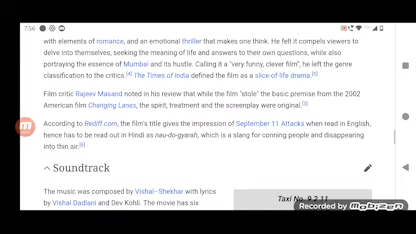 7:56
with elements of romance, and an emotional thriller that makes one think. He felt it compels viewers to
delve into themselves, seeking the meaning of life and answers to their own questions, while also
portraying the essence of Mumbai and its hustle. Calling it a "very funny, clever film", he left the genre
classification to the critics.[4] The Times of India defined the film as a slice-of-life drama.[5]
Film critic Rajeev Masand noted in his review that while the film "stole" the basic premise from the 2002
American film Changing Lanes, the spirit, treatment and the screenplay were original.[3]
According to Rediff.com, the film's title gives the impression of September 11 Attacks when read in English,
hence has to be read out in Hindi as nau-do-gyarah, which is a slang for conning people and disappearing
into thin air.[6]
Soundtrack
The music was composed by Vishal–Shekhar with lyrics
by Vishal Dadlani and Dev Kohli. The movie has six
Taxi No. 9 2 11
Recorded by Mobizen